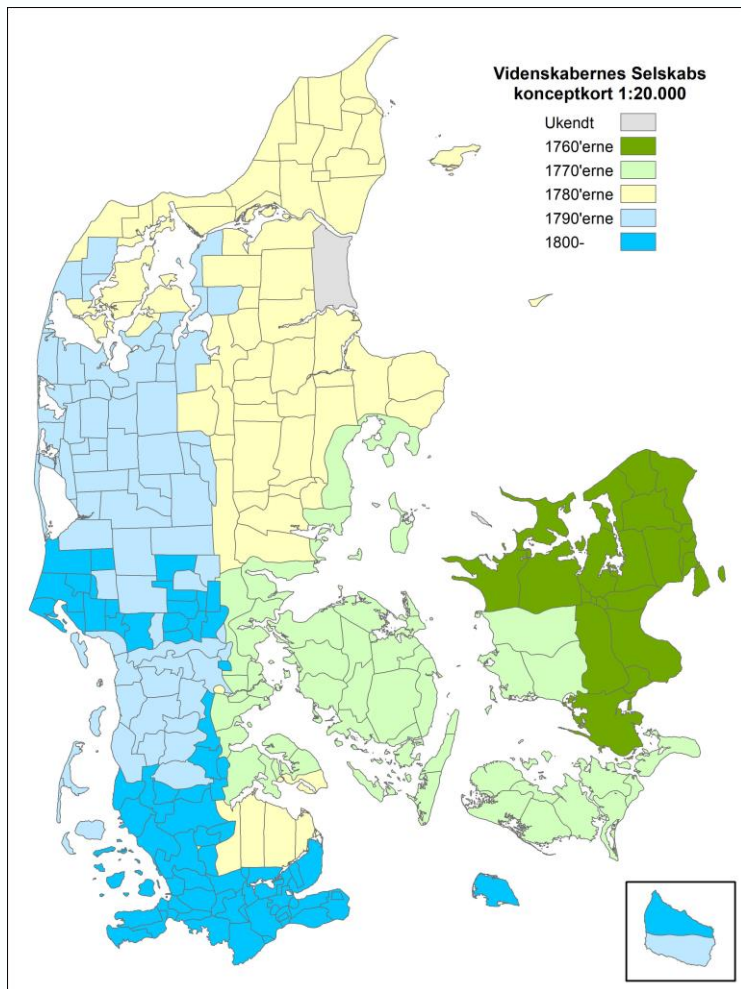 Videnskabernes Selskabs
konceptkort 1:20.000
Ukendt
1760'erne
1770'erne
1780'erne
1790'erne
1800-